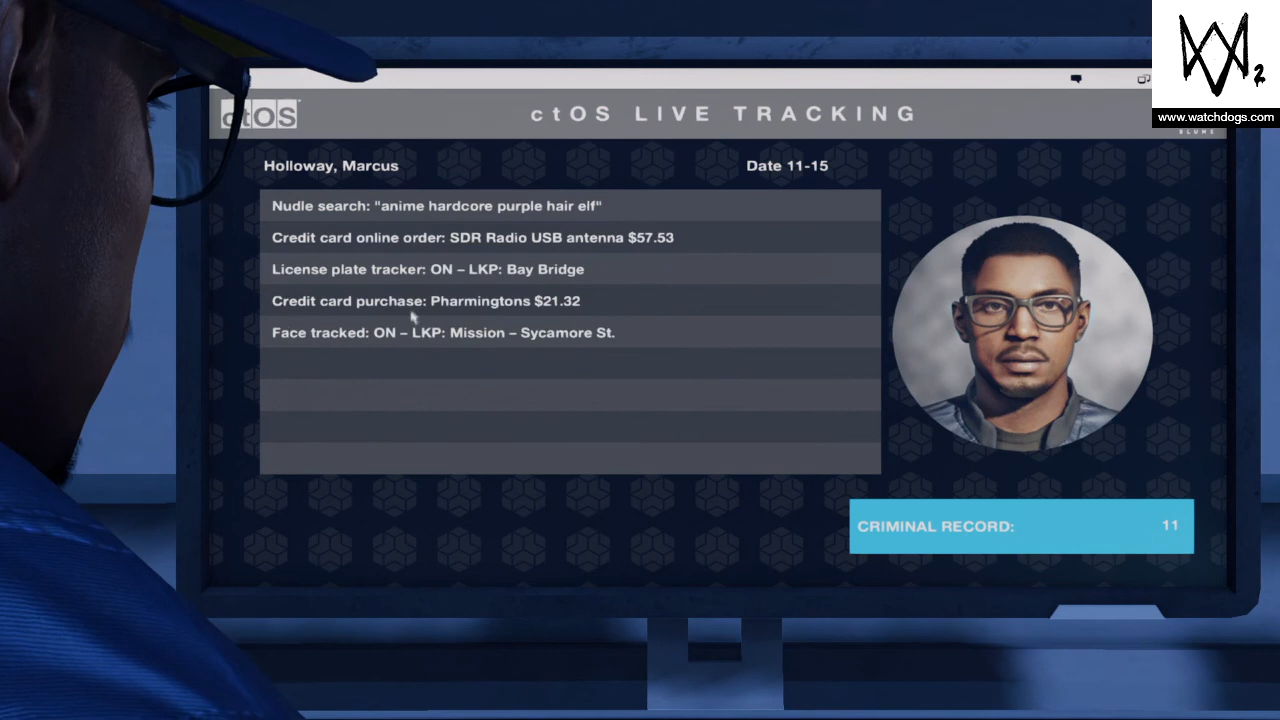 2
www.watchdogs.com
ctOS
ctOS LIVE TRACKING
BLUME
Holloway, Marcus
Date 11-15
Nudle search: "anime hardcore purple hair elf"
Credit card online order: SDR Radio USB antenna $57.53
License plate tracker: ON – LKP: Bay Bridge
Credit card purchase: Pharmingtons $21.32
Face tracked: ON – LKP: Mission – Sycamore St.
CRIMINAL RECORD: 11